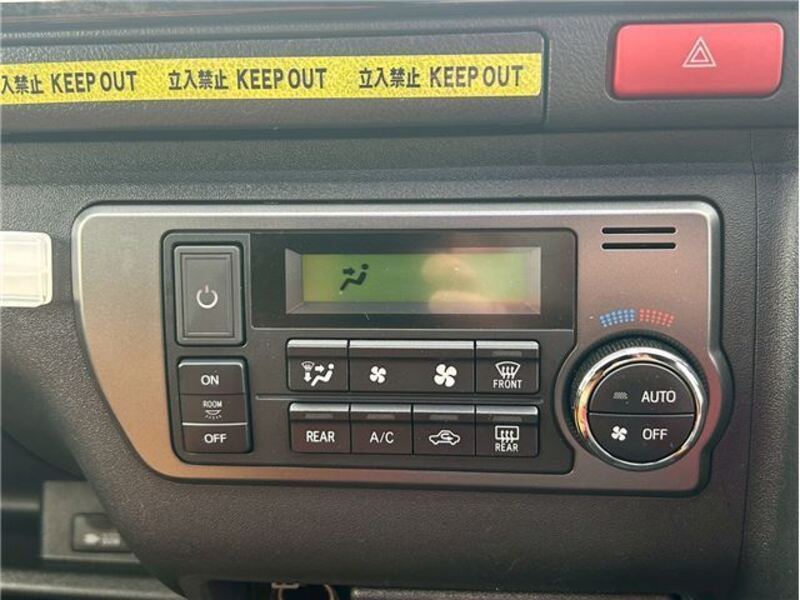 立入禁止 KEEP OUT 立入禁止 KEEP OUT 立入禁止 KEEP OUT
ON
ROOM
OFF
FRONT
REAR
A/C
REAR
AUTO
OFF